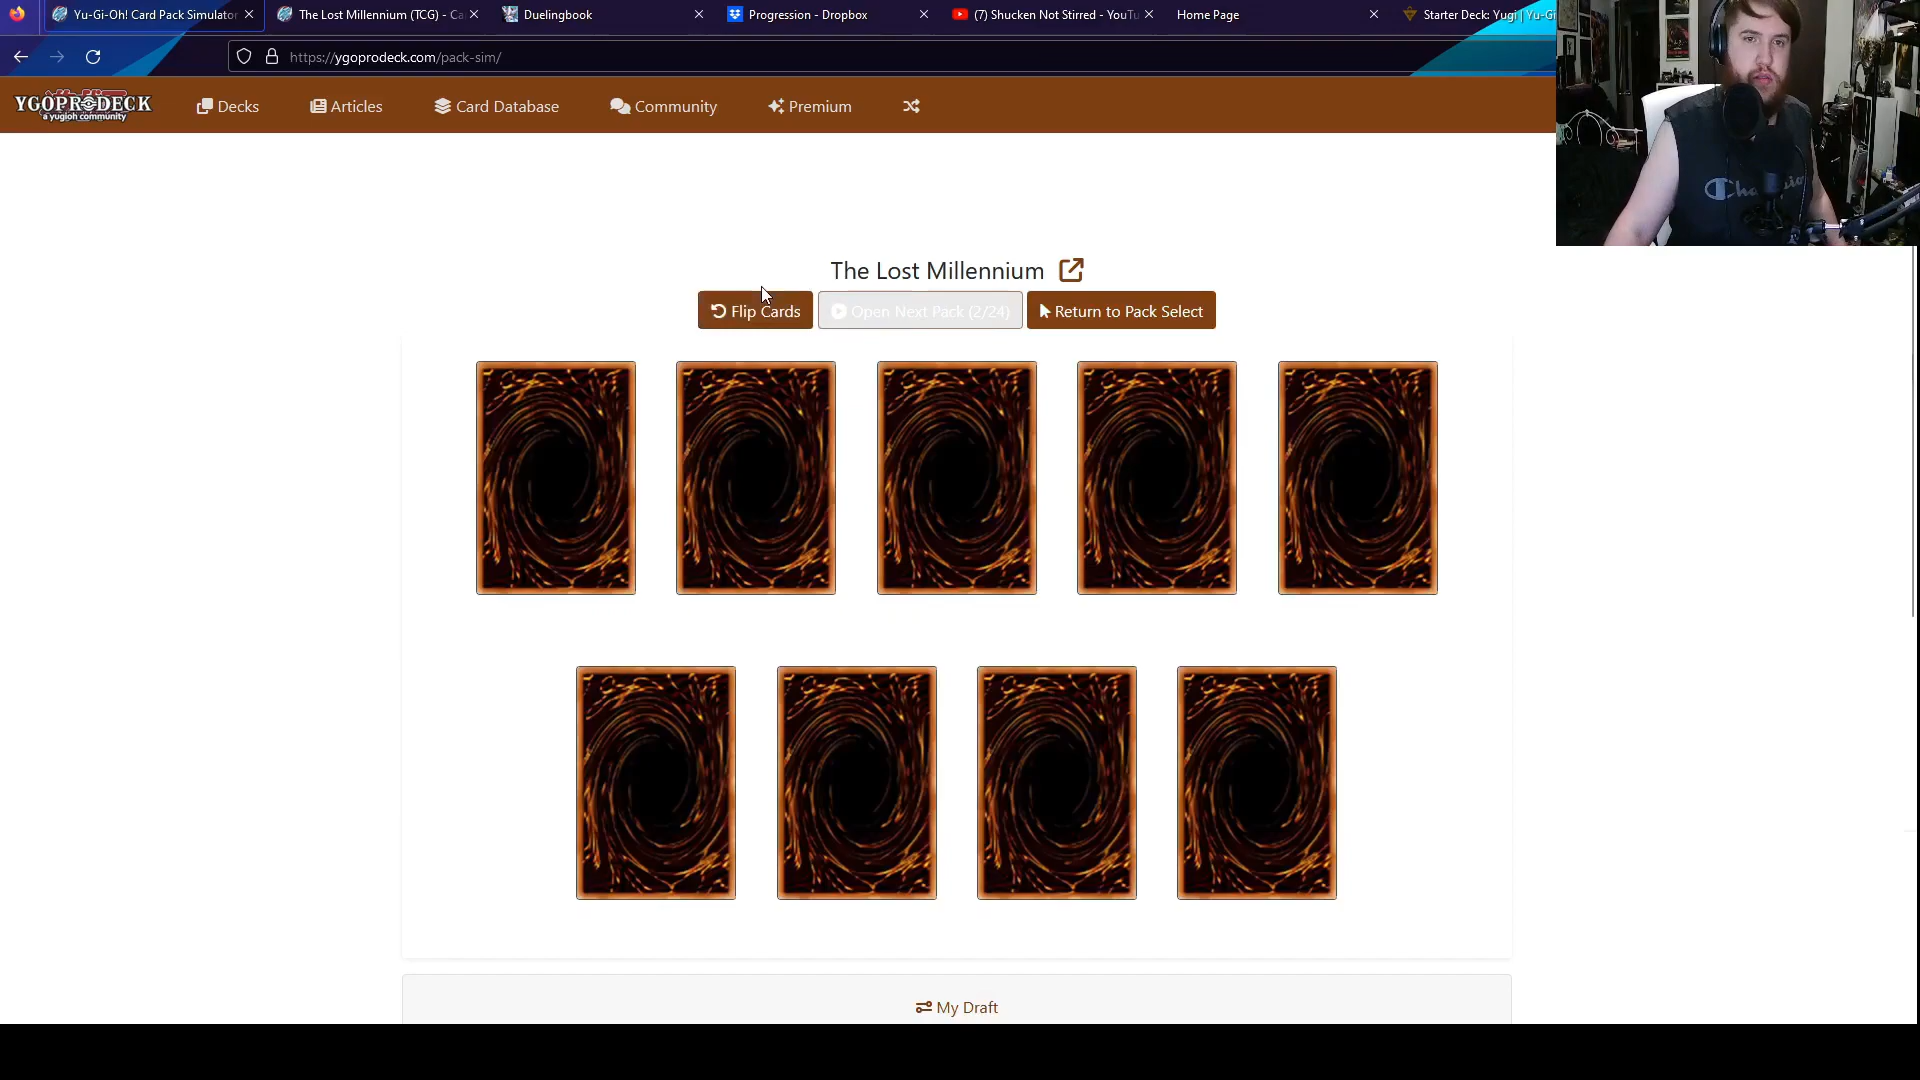 Yu-Gi-Oh! Card Pack Simulator
The Lost Millennium (TCG) - Ca
Duelingbook
Progression - Dropbox
(7) Shucken Not Stirred - YouTu
Home Page
Starter Deck: Yugi | Yu-Gi
https://ygoprodeck.com/pack-sim/
YGOPRODECK
a yugioh community
Decks
Articles
Card Database
Community
Premium
The Lost Millennium
Flip Cards
Open Next Pack (2/24)
Return to Pack Select
My Draft
Champion